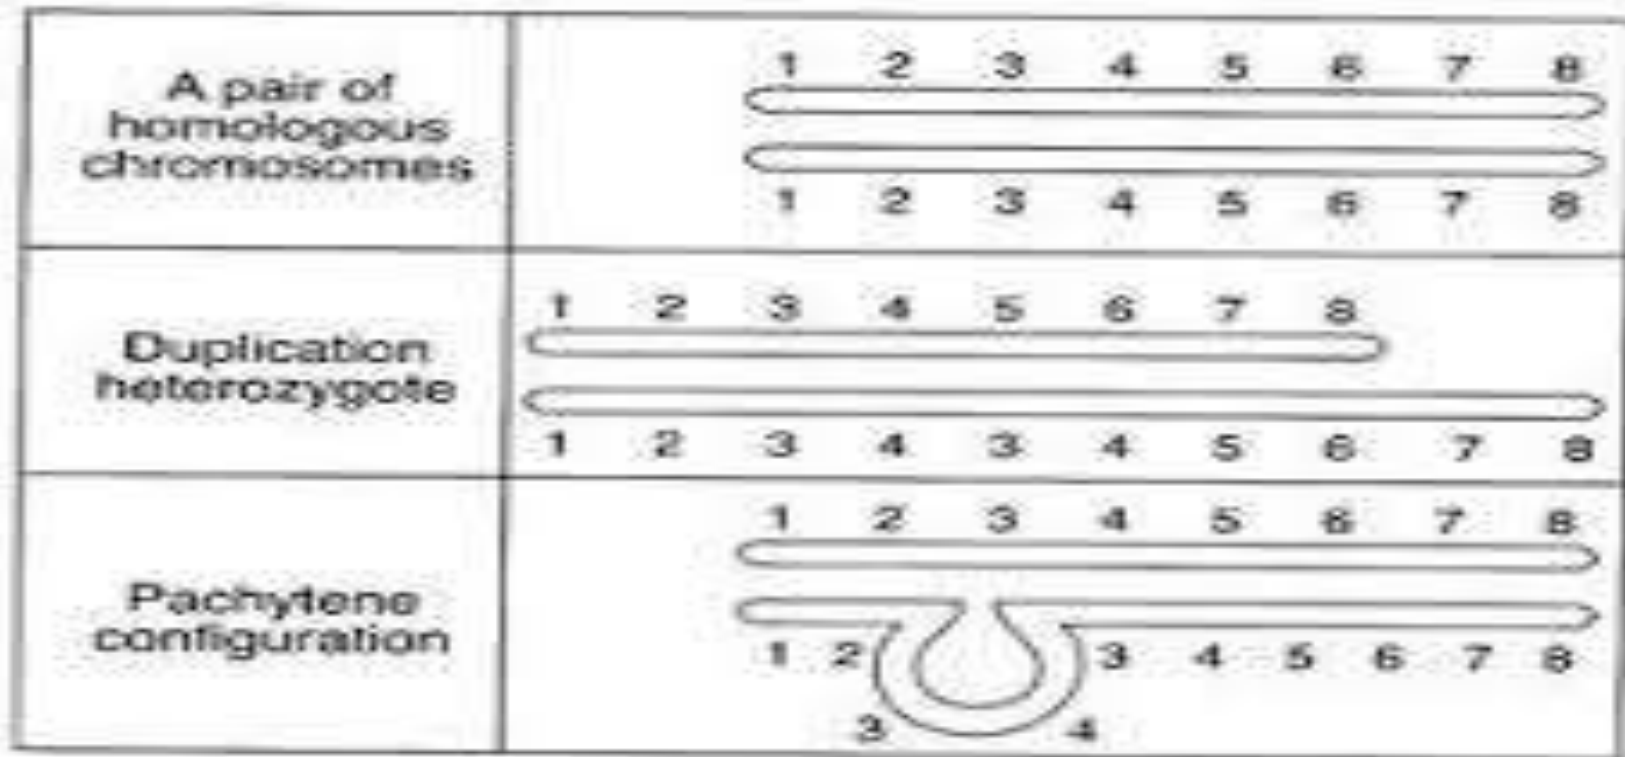 A pair of
homologous
chromosomes
1 2 3 4 5 6 7 8
1 2 3 4 5 6 7 8
Duplication
heterozygote
1 2 3 4 5 6 7 8
1 2 3 4 3 4 5 6 7 8
Pachytene
configuration
1 2 3 4 5 6 7 8
1 2 3 4 5 6 7 8
3 4